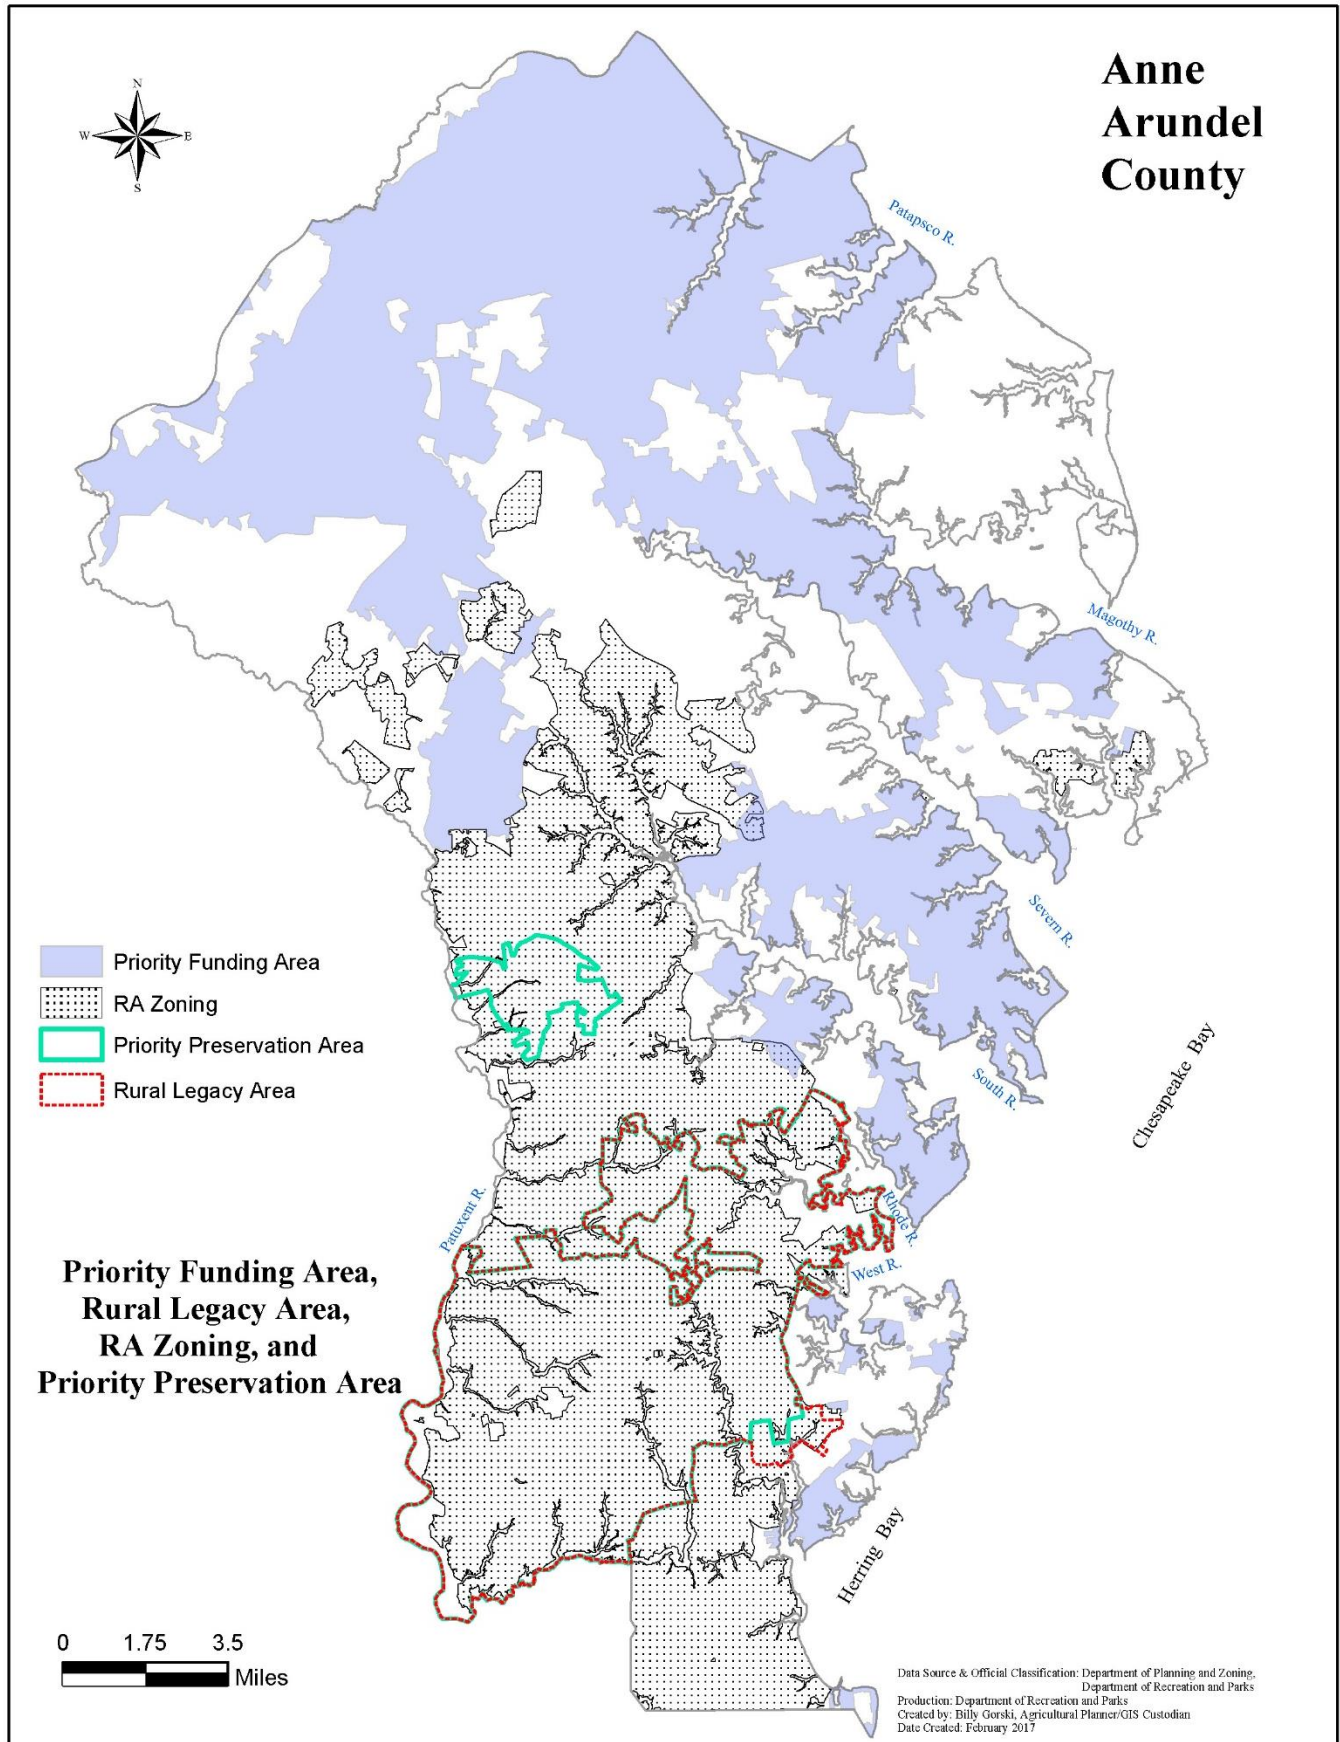 Anne
Arundel
County
N
W
E
S
Patapsco R.
Magothy R.
Severn R.
South R.
Chesapeake Bay
Rhode R.
West R.
Patuxent R.
Herring Bay
Priority Funding Area
RA Zoning
Priority Preservation Area
Rural Legacy Area
Priority Funding Area,
Rural Legacy Area,
RA Zoning, and
Priority Preservation Area
0 1.75 3.5
Miles
Data Source & Official Classification: Department of Planning and Zoning,
Department of Recreation and Parks
Production: Department of Recreation and Parks
Created by: Billy Gorski, Agricultural Planner/GIS Custodian
Date Created: February 2017